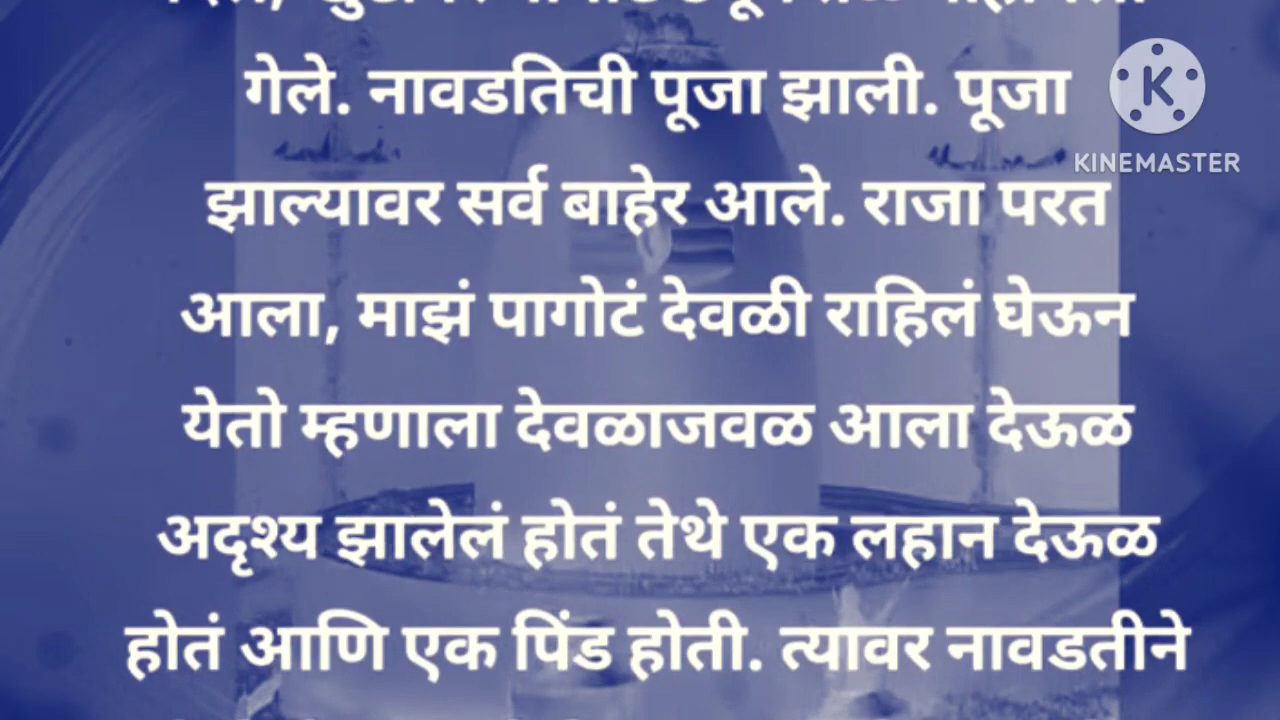 गेले. नावडतिची पूजा झाली. पूजा
झाल्यावर सर्व बाहेर आले. राजा परत
आला, माझं पागोटं देवळी राहिलं घेऊन
येतो म्हणाला देवळाजवळ आला देऊळ
अदृश्य झालेलं होतं तेथे एक लहान देऊळ
होतं आणि एक पिंड होती. त्यावर नावडतीने
K
KINEMASTER